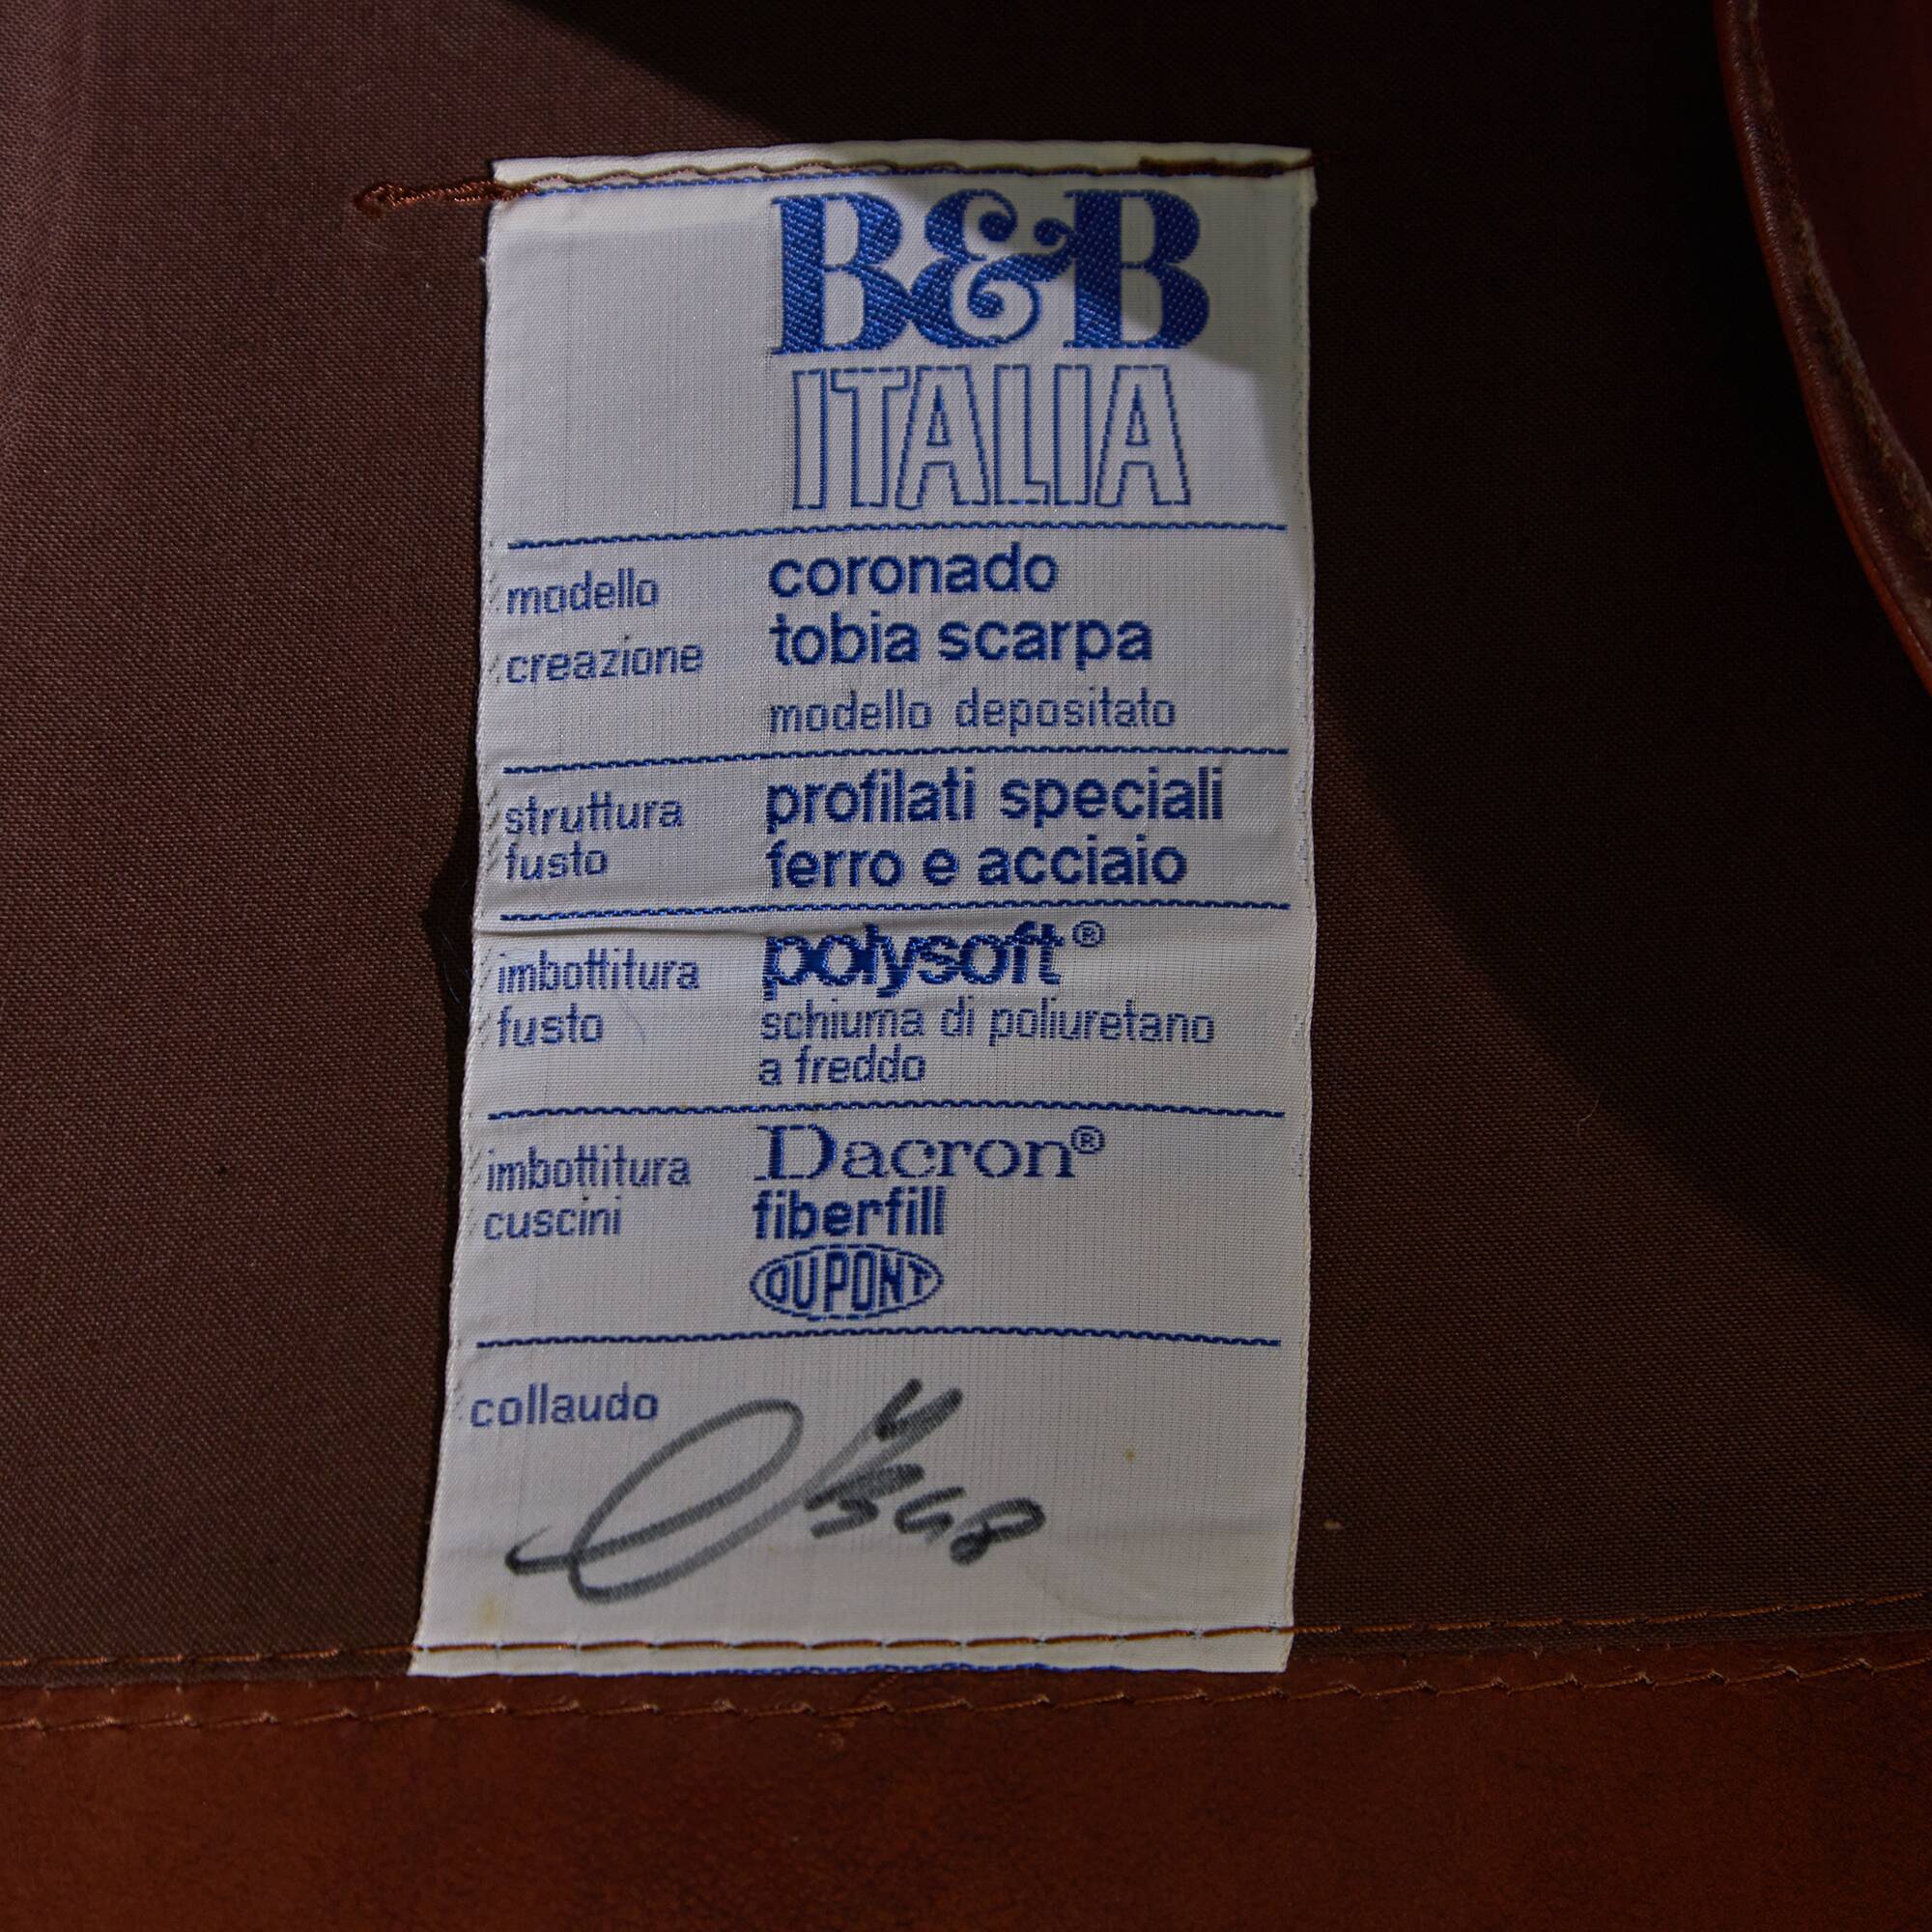 B&B
ITALIA
modello coronado
creazione tobia scarpa
modello depositato
struttura profilati speciali
fusto ferro e acciaio
imbottitura polysoft®
fusto schiuma di poliuretano
a freddo
imbottitura Dacron®
cuscini fiberfill
DUPONT
collaudo